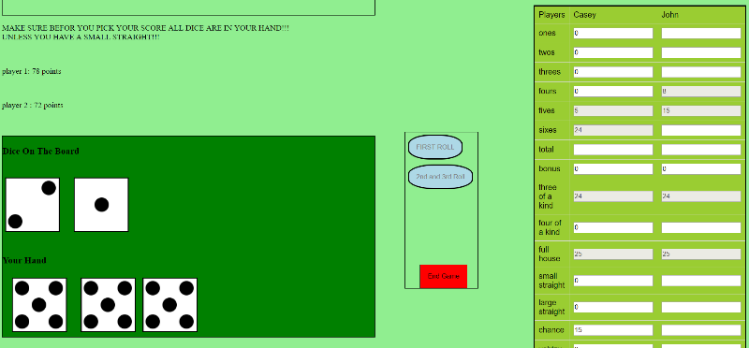 MAKE SURE BEFOR YOU PICK YOUR SCORE ALL DICE ARE IN YOUR HAND!!!
UNLESS YOU HAVE A SMALL STRAIGHT!!!
player 1: 78 points
player 2 : 72 points
Dice On The Board
Your Hand
FIRST ROLL
2nd and 3rd Roll
End Game
Players Casey John
ones 0
twos 0
threes 0
fours 0 8
fives 5 15
sixes 24
total
bonus 0 0
three
of a
kind 24 24
four of
a kind 0
full
house 25 25
small
straight 0
large
straight 0
chance 15